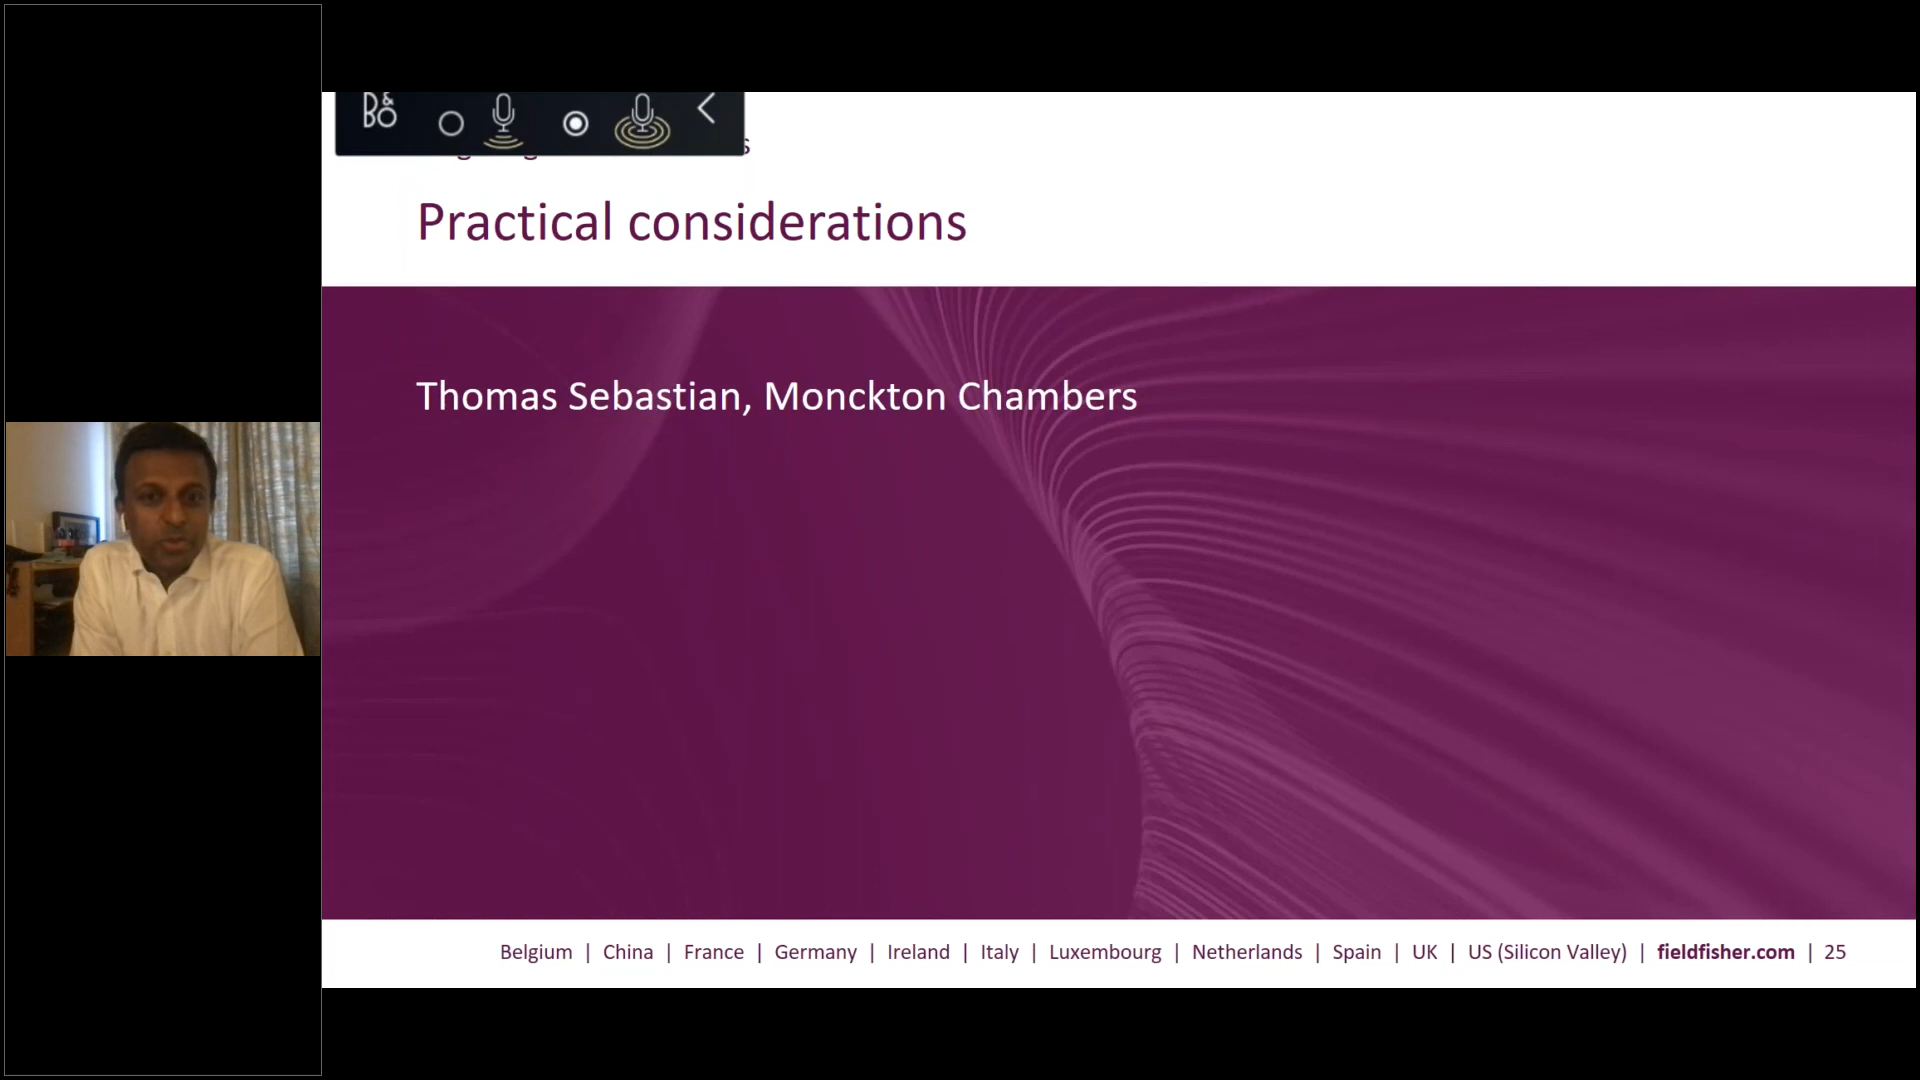 B&O
Practical considerations
Thomas Sebastian, Monckton Chambers
Belgium | China | France | Germany | Ireland | Italy | Luxembourg | Netherlands | Spain | UK | US (Silicon Valley) | fieldfisher.com | 25